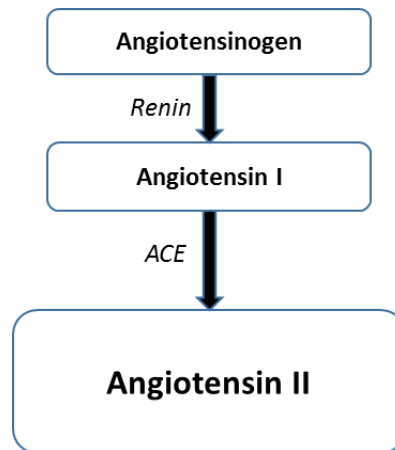 Angiotensinogen
Renin
Angiotensin I
ACE
Angiotensin II